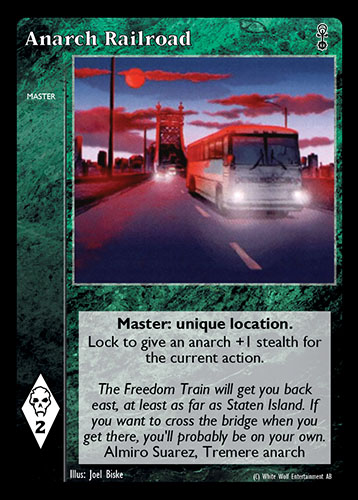 Anarch Railroad
MASTER
Master: unique location.
Lock to give an anarch +1 stealth for
the current action.
The Freedom Train will get you back
east, at least as far as Staten Island. If
you want to cross the bridge when you
get there, you'll probably be on your own.
Almiro Suarez, Tremere anarch
2
Illus: Joel Biske
(C) White Wolf Entertainment AB